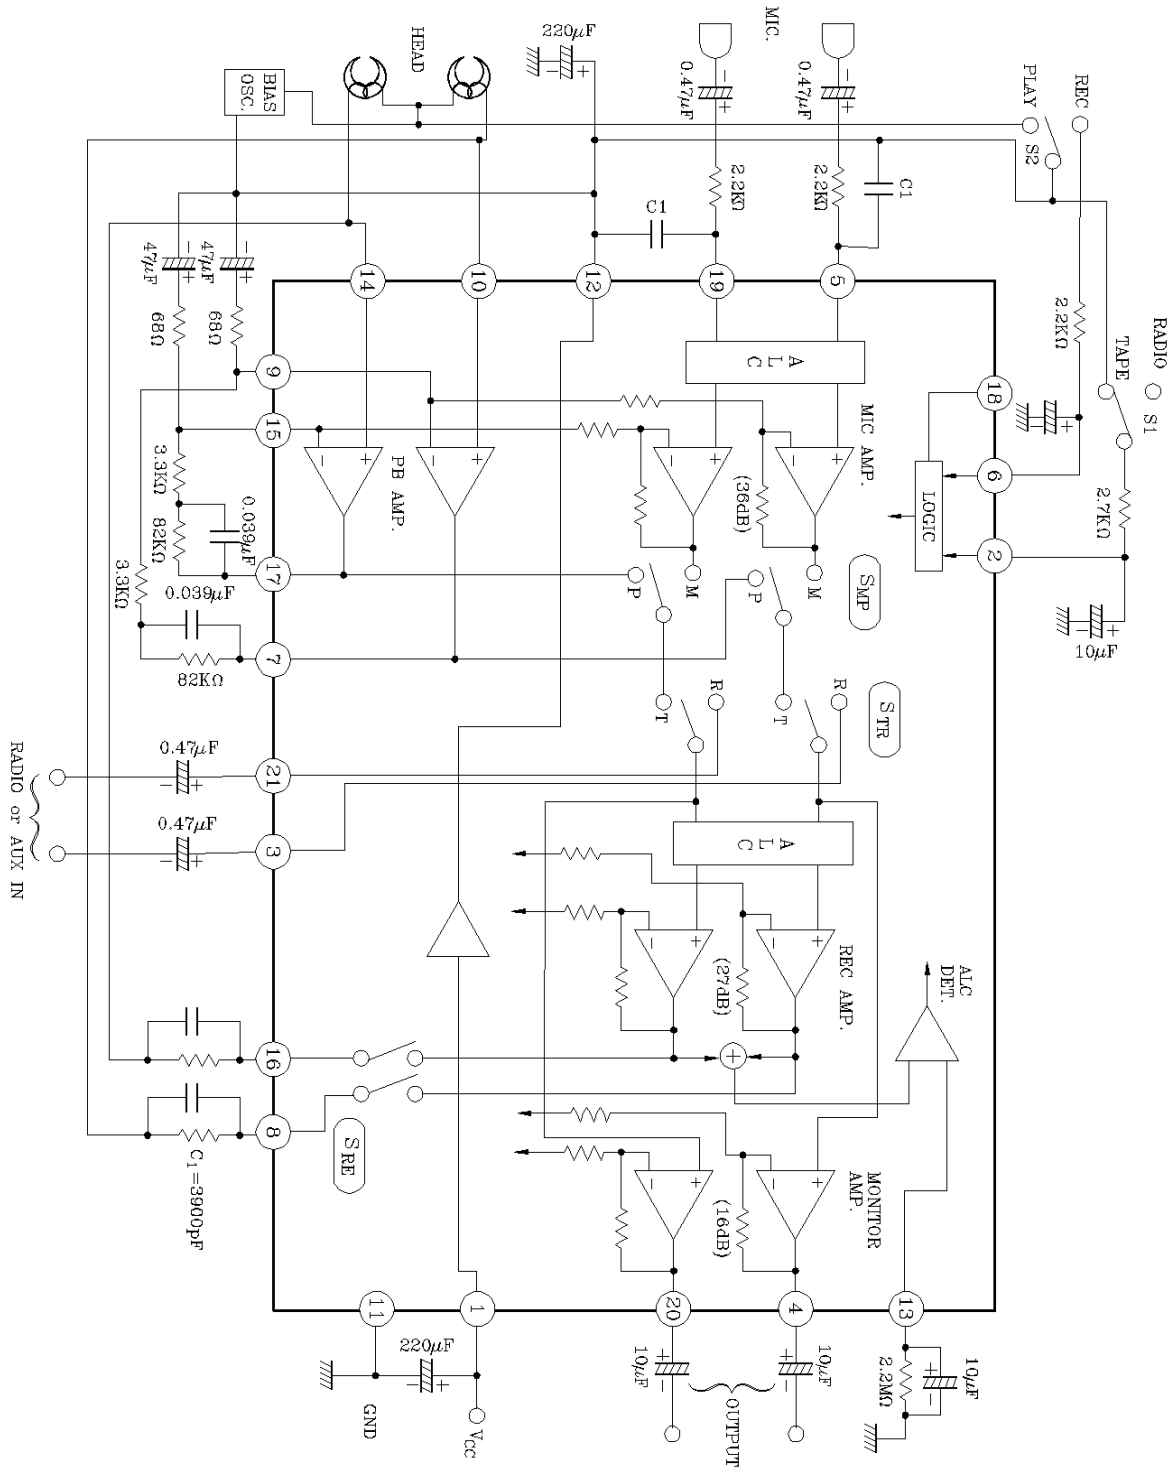 HEAD
BIAS
OSC.
220μF
MIC.
0.47μF
0.47μF
PLAY
REC
S2
C1
C1
2.2KΩ
2.2KΩ
47μF
47μF
68Ω
68Ω
14
10
12
19
5
2.2KΩ
TAPE
RADIO
S1
9
15
ALC
18
MIC AMP.
PB AMP.
(36dB)
6
LOGIC
2
2.7KΩ
10μF
3.3KΩ
82KΩ
0.039μF
3.3KΩ
0.039μF
82KΩ
17
7
P
M
P
M
SMP
T
R
T
R
STR
RADIO or AUX IN
0.47μF
0.47μF
21
3
ALC
REC AMP.
(27dB)
ALC
DET.
16
8
C1=3900pF
SRE
MONITOR
AMP.
(16dB)
11
1
20
4
13
220μF
GND
VCC
10μF
10μF
OUTPUT
2.2MΩ
10μF